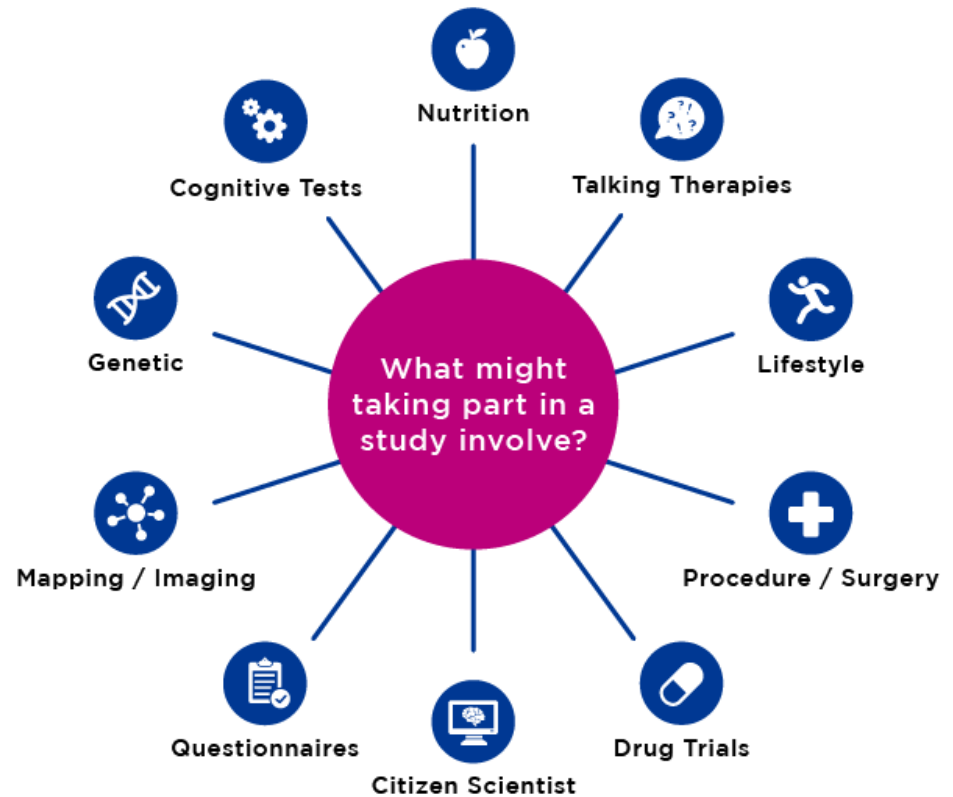 Nutrition
Talking Therapies
Lifestyle
Procedure / Surgery
Drug Trials
Citizen Scientist
Questionnaires
Mapping / Imaging
Genetic
Cognitive Tests
What might
taking part in a
study involve?